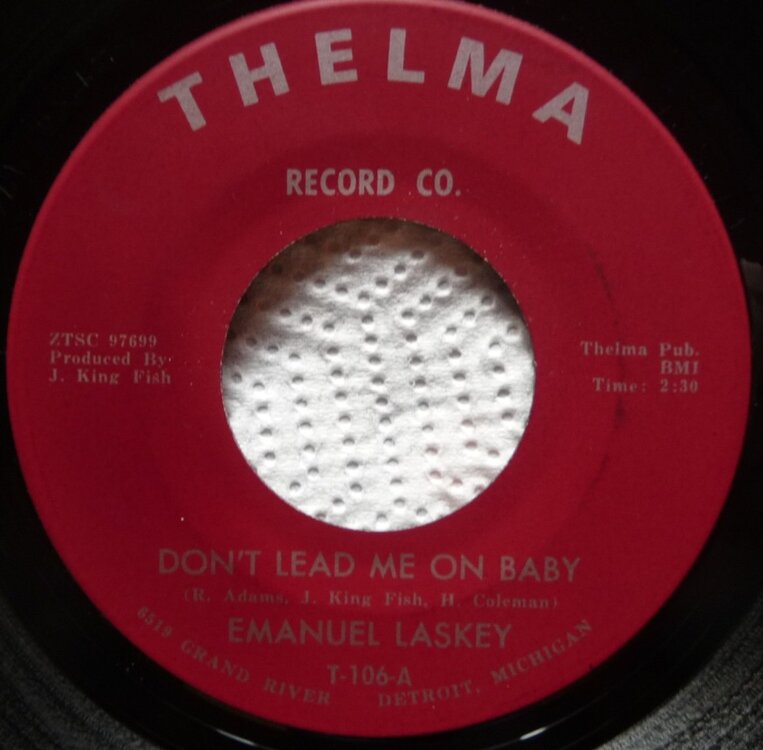 THELMA
RECORD CO.
ZTSC 97699
Produced By
J. King Fish
Thelma Pub.
BMI
Time: 2:30
DON'T LEAD ME ON BABY
(R. Adams, J. King Fish, H. Coleman)
EMANUEL LASKEY
T-106-A
6519 GRAND RIVER DETROIT, MICHIGAN